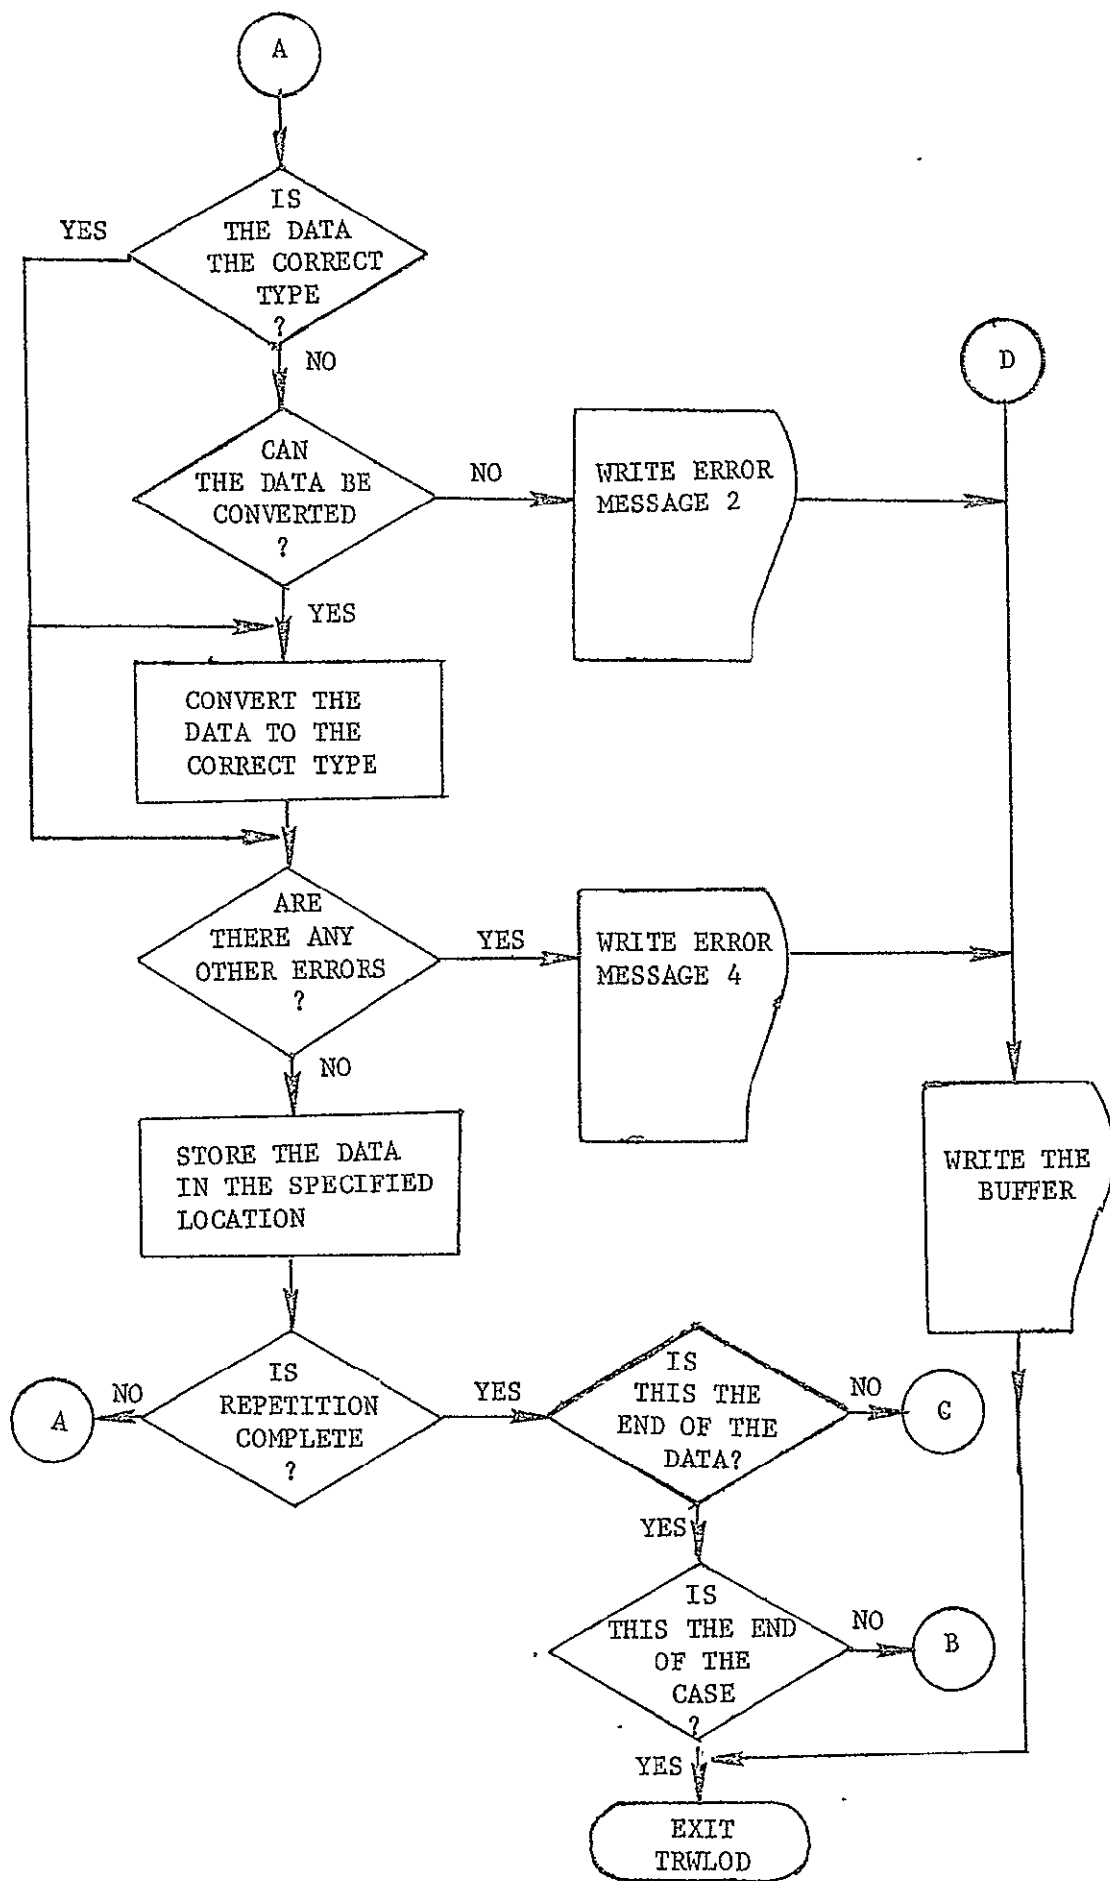 A
IS
THE DATA
THE CORRECT
TYPE
?
YES
NO
D
CAN
THE DATA BE
CONVERTED
?
NO
WRITE ERROR
MESSAGE 2
YES
CONVERT THE
DATA TO THE
CORRECT TYPE
ARE
THERE ANY
OTHER ERRORS
?
YES
WRITE ERROR
MESSAGE 4
NO
STORE THE DATA
IN THE SPECIFIED
LOCATION
WRITE THE
BUFFER
IS
REPETITION
COMPLETE
?
NO
A
YES
IS
THIS THE
END OF THE
DATA?
NO
C
YES
IS
THIS THE END
OF THE
CASE
?
NO
B
YES
EXIT
TRWLOD